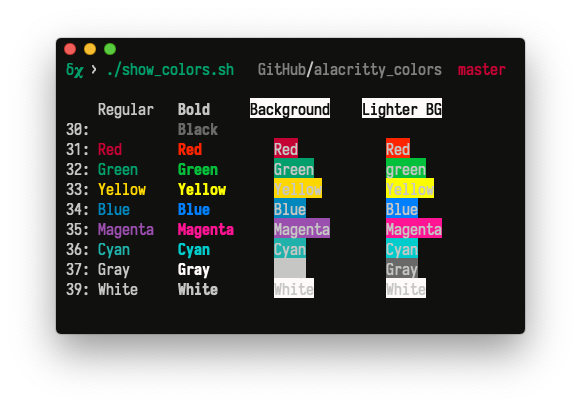 δχ › ./show_colors.sh GitHub/alacritty_colors master
Regular Bold Background Lighter BG
30: Black
31: Red Red Red Red
32: Green Green Green green
33: Yellow Yellow Yellow Yellow
34: Blue Blue Blue Blue
35: Magenta Magenta Magenta Magenta
36: Cyan Cyan Cyan Cyan
37: Gray Gray Gray
39: White White White White